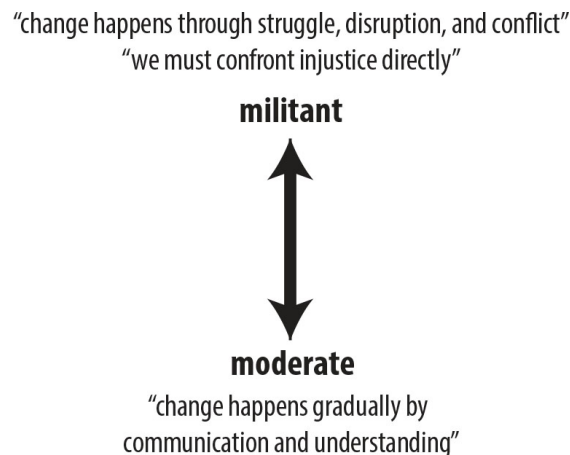 “change happens through struggle, disruption, and conflict”
“we must confront injustice directly”
militant
moderate
“change happens gradually by
communication and understanding”